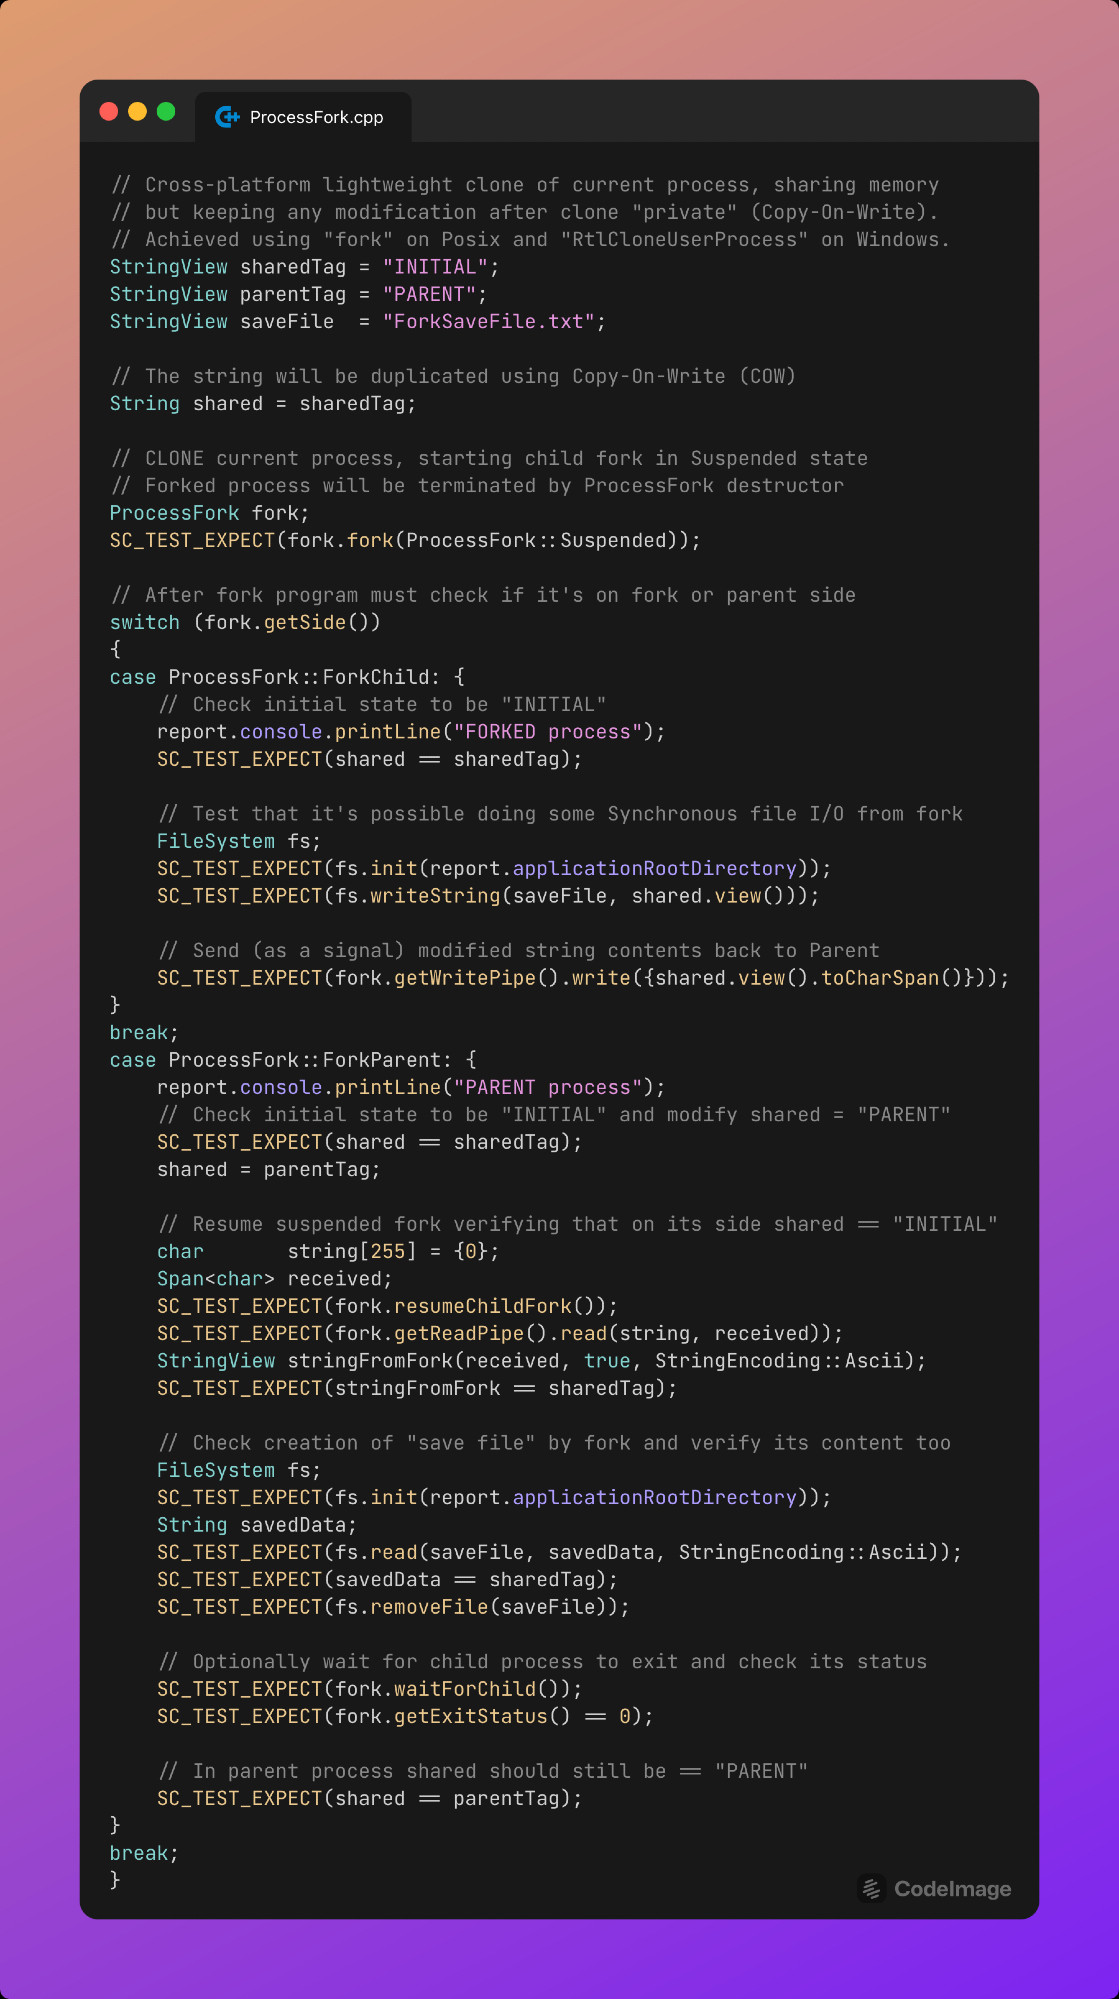 ProcessFork.cpp
// Cross-platform lightweight clone of current process, sharing memory
// but keeping any modification after clone "private" (Copy-On-Write).
// Achieved using "fork" on Posix and "RtlCloneUserProcess" on Windows.
StringView sharedTag = "INITIAL";
StringView parentTag = "PARENT";
StringView saveFile  = "ForkSaveFile.txt";

// The string will be duplicated using Copy-On-Write (COW)
String shared = sharedTag;

// CLONE current process, starting child fork in Suspended state
// Forked process will be terminated by ProcessFork destructor
ProcessFork fork;
SC_TEST_EXPECT(fork.fork(ProcessFork::Suspended));

// After fork program must check if it's on fork or parent side
switch (fork.getSide())
{
case ProcessFork::ForkChild: {
    // Check initial state to be "INITIAL"
    report.console.printLine("FORKED process");
    SC_TEST_EXPECT(shared == sharedTag);

    // Test that it's possible doing some Synchronous file I/O from fork
    FileSystem fs;
    SC_TEST_EXPECT(fs.init(report.applicationRootDirectory));
    SC_TEST_EXPECT(fs.writeString(saveFile, shared.view()));

    // Send (as a signal) modified string contents back to Parent
    SC_TEST_EXPECT(fork.getWritePipe().write({shared.view().toCharSpan()}));
}
break;
case ProcessFork::ForkParent: {
    report.console.printLine("PARENT process");
    // Check initial state to be "INITIAL" and modify shared = "PARENT"
    SC_TEST_EXPECT(shared == sharedTag);
    shared = parentTag;

    // Resume suspended fork verifying that on its side shared == "INITIAL"
    char       string[255] = {0};
    Span<char> received;
    SC_TEST_EXPECT(fork.resumeChildFork());
    SC_TEST_EXPECT(fork.getReadPipe().read(string, received));
    StringView stringFromFork(received, true, StringEncoding::Ascii);
    SC_TEST_EXPECT(stringFromFork == sharedTag);

    // Check creation of "save file" by fork and verify its content too
    FileSystem fs;
    SC_TEST_EXPECT(fs.init(report.applicationRootDirectory));
    String savedData;
    SC_TEST_EXPECT(fs.read(saveFile, savedData, StringEncoding::Ascii));
    SC_TEST_EXPECT(savedData == sharedTag);
    SC_TEST_EXPECT(fs.removeFile(saveFile));

    // Optionally wait for child process to exit and check its status
    SC_TEST_EXPECT(fork.waitForChild());
    SC_TEST_EXPECT(fork.getExitStatus() == 0);

    // In parent process shared should still be == "PARENT"
    SC_TEST_EXPECT(shared == parentTag);
}
break;
}
CodeImage